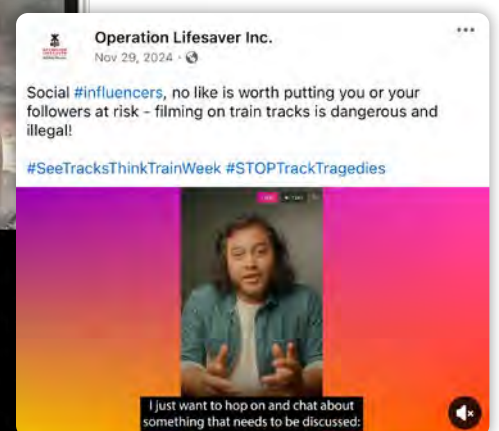 Operation Lifesaver Inc.
Nov 29, 2024 ·
Social #influencers, no like is worth putting you or your
followers at risk – filming on train tracks is dangerous and
illegal!
#SeeTracksThinkTrainWeek #STOPTrackTragedies
I just want to hop on and chat about
something that needs to be discussed: